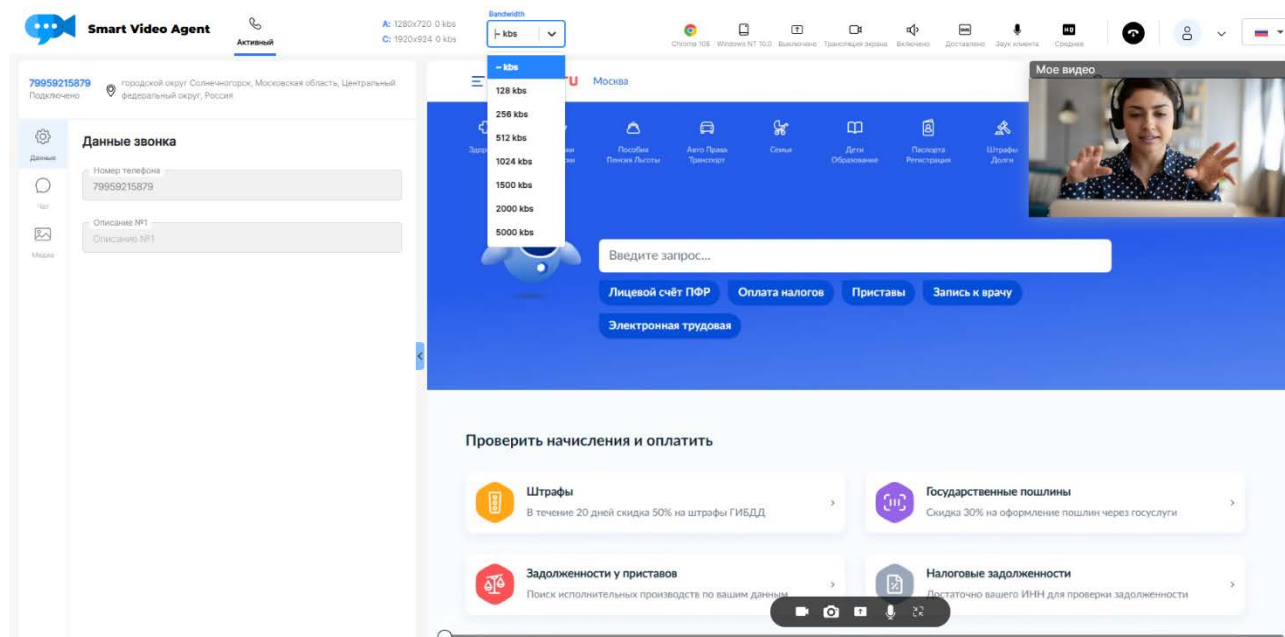 Smart Video Agent
Активный
A: 1280x720 0 kbs
C: 1920x924 0 kbs
Bandwidth
~ kbs
Chrome 108
Windows NT 10.0
Выключено
Трансляция экрана
Включено
Доставлено
Звук клиента
Среднее
79959215879
Подключено
городской округ Солнечногорск, Московская область, Центральный
федеральный округ, Россия
Данные
Чат
Медиа
Данные звонка
Номер телефона
79959215879
Описание №1
Описание №1
~ kbs
128 kbs
256 kbs
512 kbs
1024 kbs
1500 kbs
2000 kbs
5000 kbs
Москва
Мое видео
Пособия
Пенсия Льготы
Авто Права
Транспорт
Семья
Дети
Образование
Паспорта
Регистрация
Штрафы
Долги
Введите запрос...
Лицевой счёт ПФР
Оплата налогов
Приставы
Запись к врачу
Электронная трудовая
Проверить начисления и оплатить
Штрафы
В течение 20 дней скидка 50% на штрафы ГИБДД
Государственные пошлины
Скидка 30% на оформление пошлин через госуслуги
Задолженности у приставов
Поиск исполнительных производств по вашим данным
Налоговые задолженности
Достаточно вашего ИНН для проверки задолженности